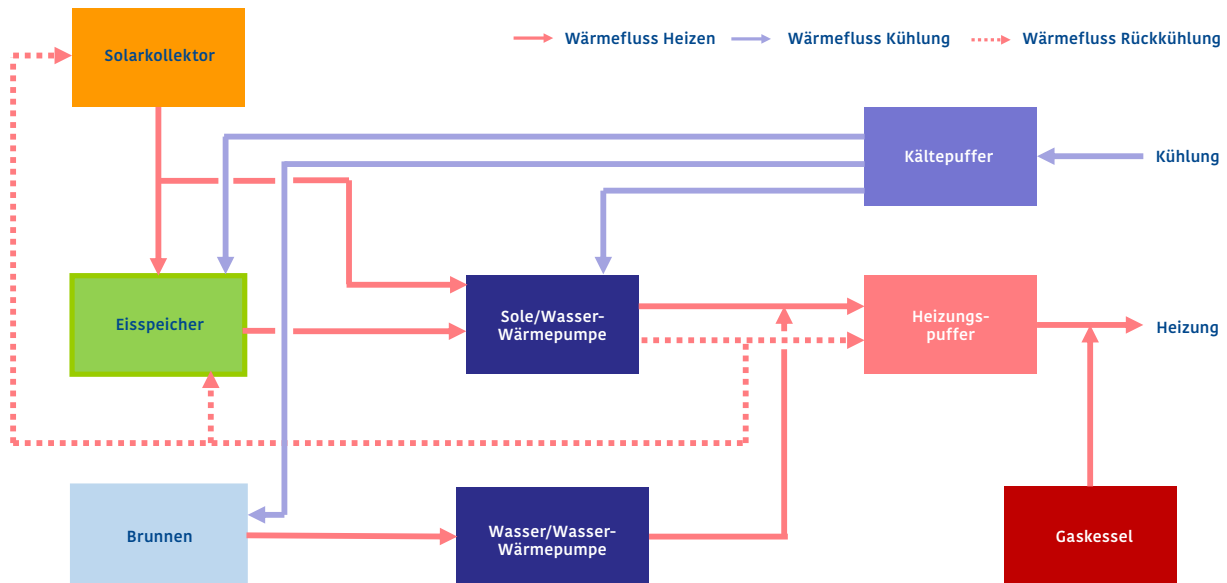 Solarkollektor
Wärmefluss Heizen
Wärmefluss Kühlung
Wärmefluss Rückkühlung
Kältepuffer
Kühlung
Eisspeicher
Sole/Wasser-
Wärmepumpe
Heizungs-
puffer
Heizung
Brunnen
Wasser/Wasser-
Wärmepumpe
Gaskessel